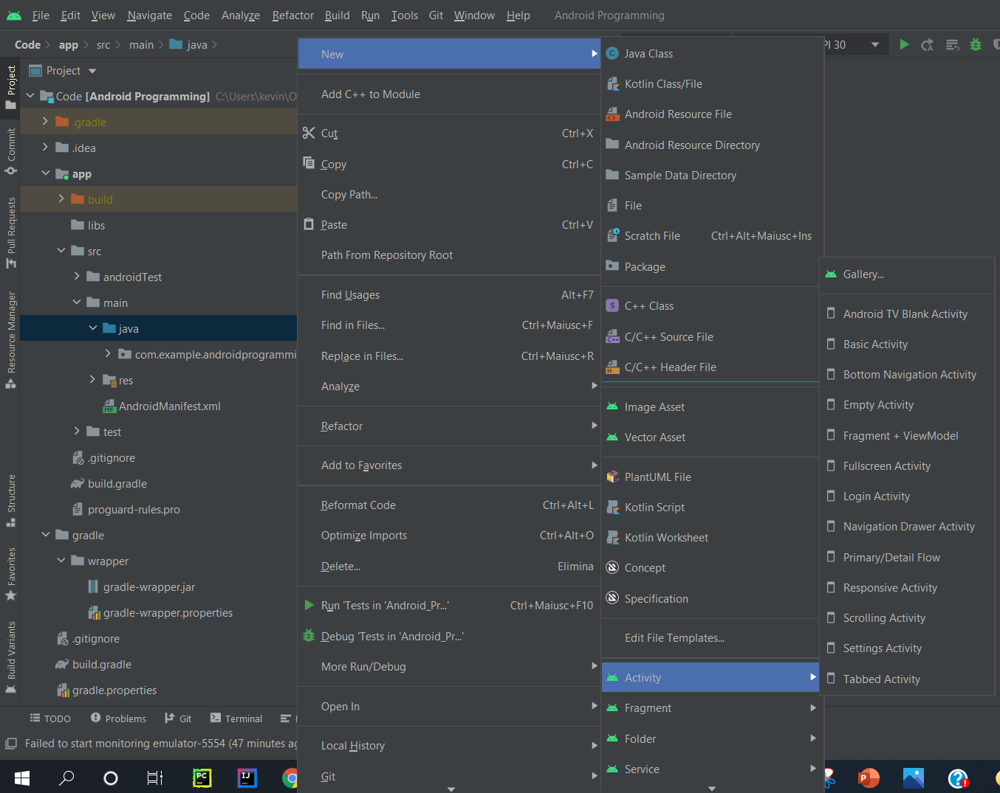 File Edit View Navigate Code Analyze Refactor Build Run Tools Git Window Help Android Programming
Code app src main java
PI 30
Project
Commit
Pull Requests
Resource Manager
Structure
Favorites
Build Variants
Project
Code [Android Programming] C:\Users\kevin\O
.gradle
.idea
app
build
libs
src
androidTest
main
java
com.example.androidprogrammi
res
MF AndroidManifest.xml
test
.gitignore
build.gradle
proguard-rules.pro
gradle
wrapper
gradle-wrapper.jar
gradle-wrapper.properties
.gitignore
build.gradle
gradle.properties
New
Add C++ to Module
Cut Ctrl+X
Copy Ctrl+C
Copy Path...
Paste Ctrl+V
Path From Repository Root
Find Usages Alt+F7
Find in Files... Ctrl+Maiusc+F
Replace in Files... Ctrl+Maiusc+R
Analyze
Refactor
Add to Favorites
Reformat Code Ctrl+Alt+L
Optimize Imports Ctrl+Alt+O
Delete... Elimina
Run 'Tests in 'Android_Pr...' Ctrl+Maiusc+F10
Debug 'Tests in 'Android_Pr...'
More Run/Debug
Open In
Local History
Git
C Java Class
Kotlin Class/File
Android Resource File
Android Resource Directory
Sample Data Directory
File
Scratch File Ctrl+Alt+Maiusc+Ins
Package
S C++ Class
C++ C/C++ Source File
H C/C++ Header File
Image Asset
Vector Asset
PlantUML File
Kotlin Script
Kotlin Worksheet
Concept
Specification
Edit File Templates...
Activity
Fragment
Folder
Service
Gallery...
Android TV Blank Activity
Basic Activity
Bottom Navigation Activity
Empty Activity
Fragment + ViewModel
Fullscreen Activity
Login Activity
Navigation Drawer Activity
Primary/Detail Flow
Responsive Activity
Scrolling Activity
Settings Activity
Tabbed Activity
TODO Problems Git Terminal
Failed to start monitoring emulator-5554 (47 minutes ag
PC IJ P ?